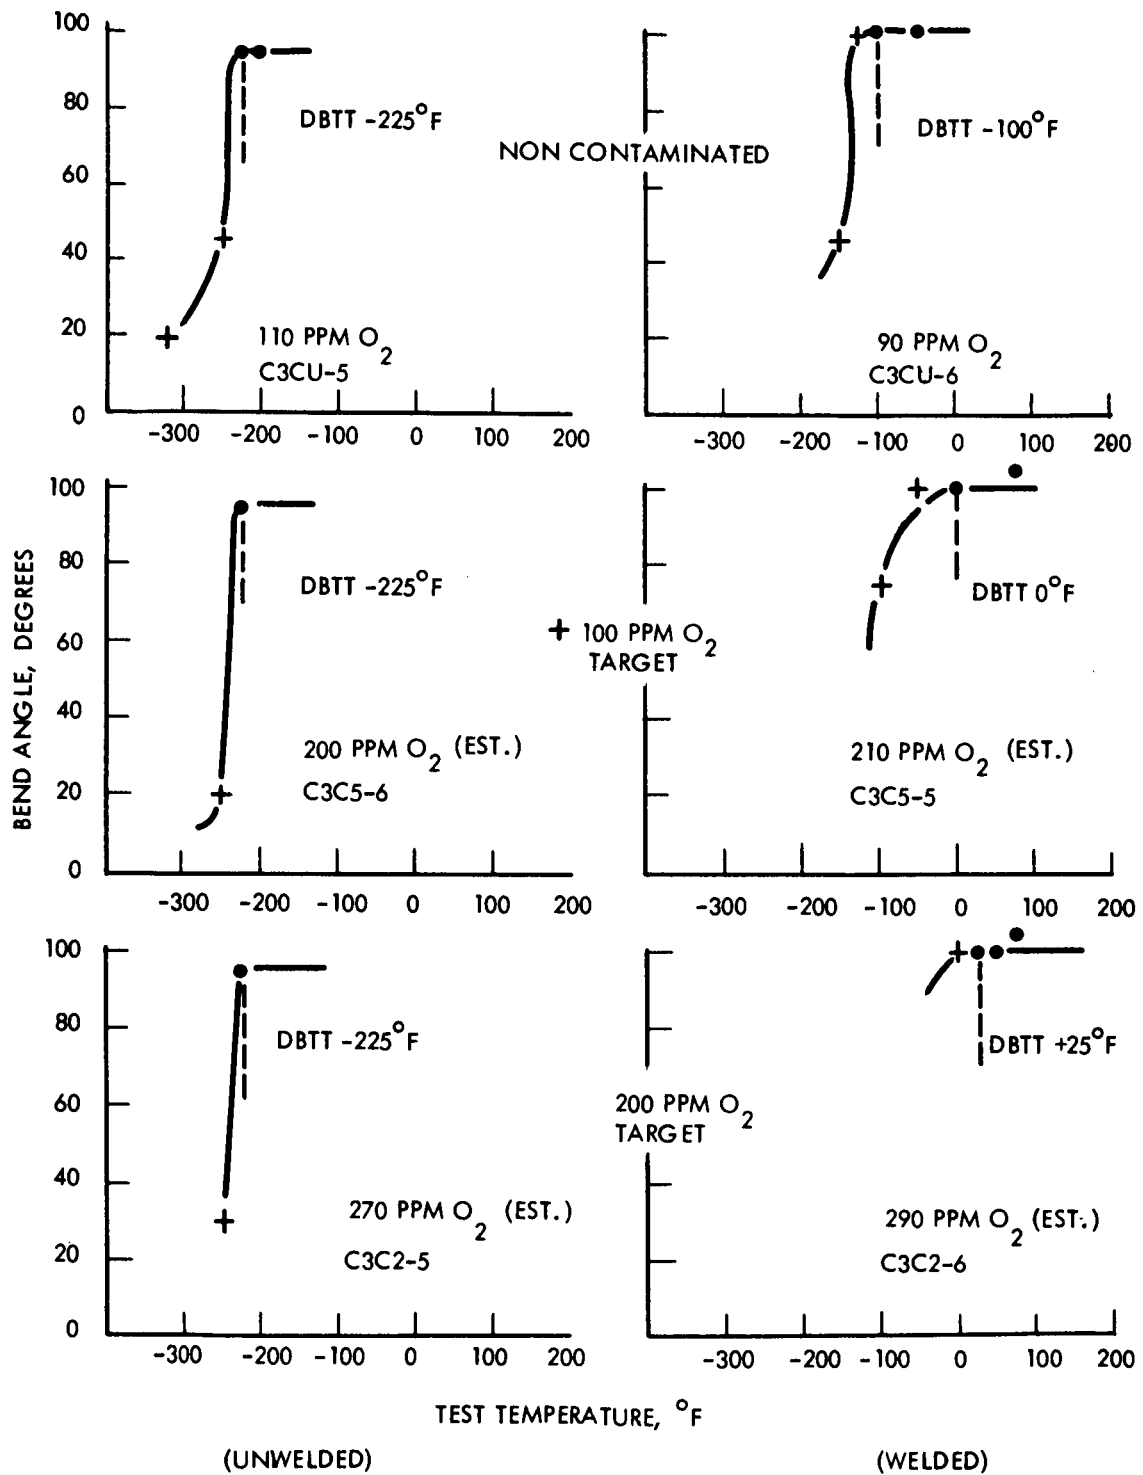 100
80
60
40
20
0
DBTT -225°F
110 PPM O2
C3CU-5
-300 -200 -100 0 100 200
NON CONTAMINATED
DBTT -100°F
90 PPM O2
C3CU-6
-300 -200 -100 0 100 200
BEND ANGLE, DEGREES
100
80
60
40
20
0
DBTT -225°F
200 PPM O2 (EST.)
C3C5-6
-300 -200 -100 0 100 200
+ 100 PPM O2
TARGET
DBTT 0°F
210 PPM O2 (EST.)
C3C5-5
-300 -200 -100 0 100 200
100
80
60
40
20
0
DBTT -225°F
270 PPM O2 (EST.)
C3C2-5
-300 -200 -100 0 100 200
200 PPM O2
TARGET
DBTT +25°F
290 PPM O2 (EST.)
C3C2-6
-300 -200 -100 0 100 200
TEST TEMPERATURE, °F
(UNWELDED)
(WELDED)